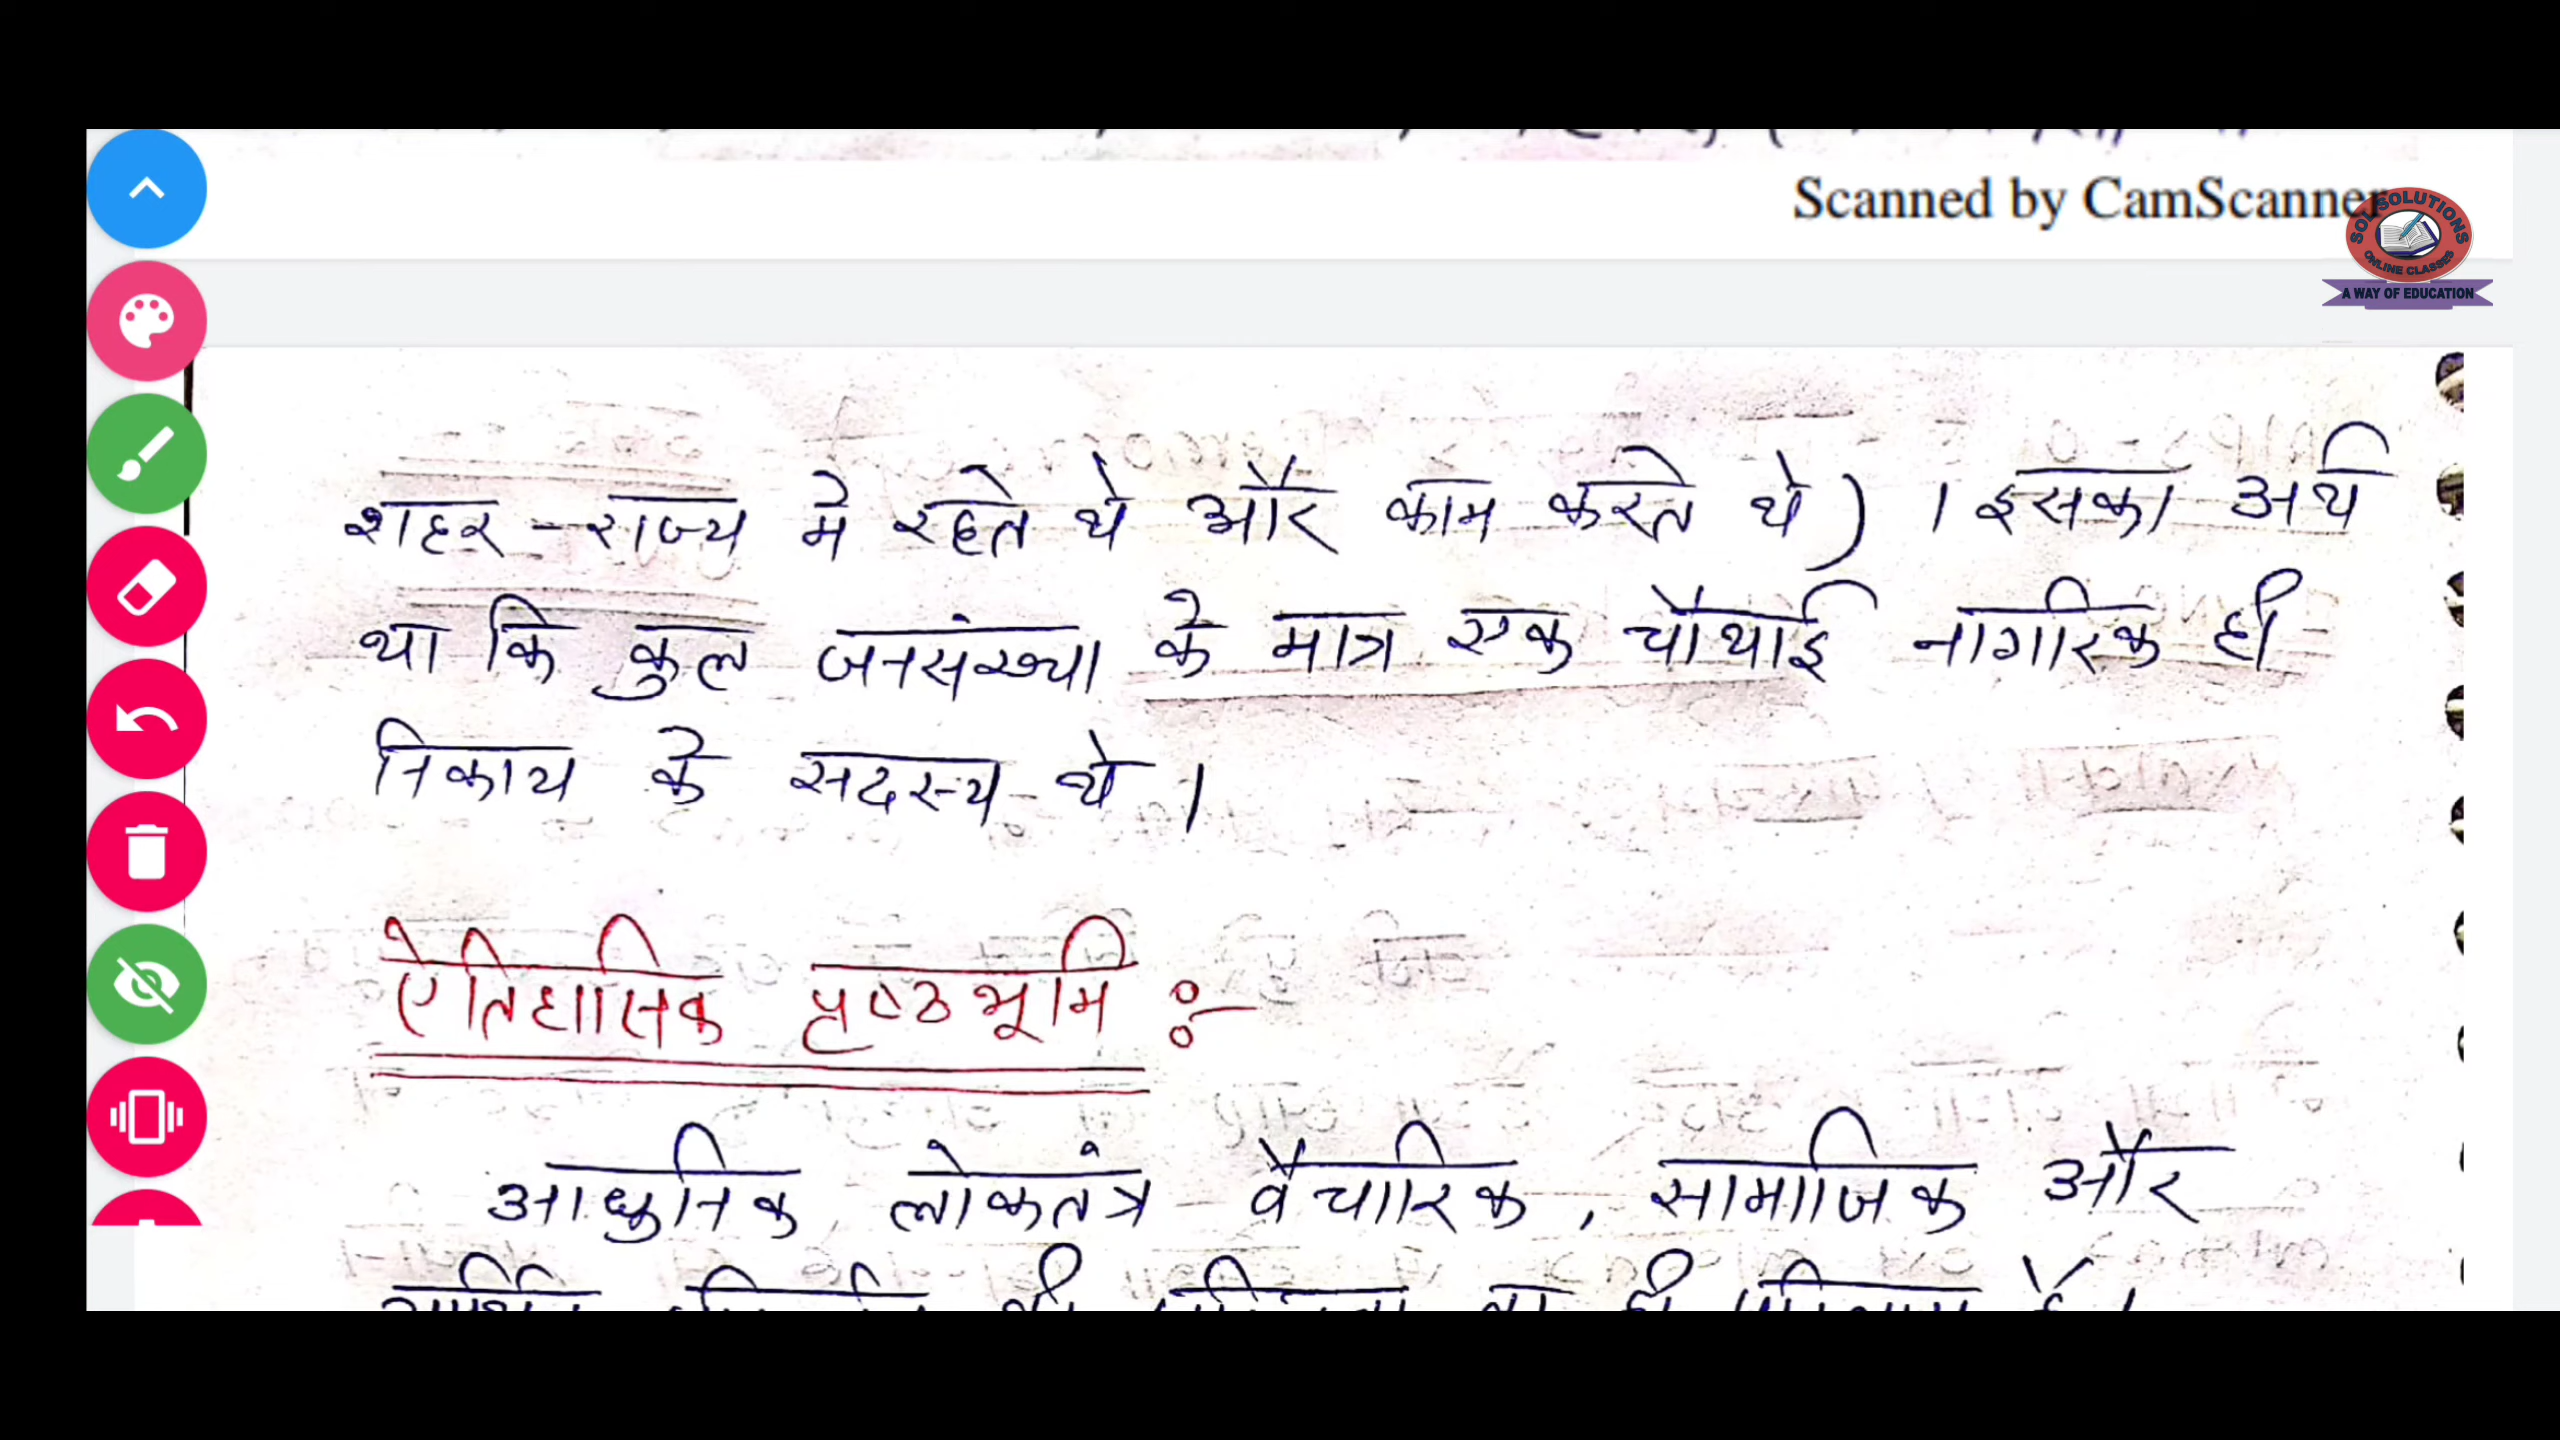 Scanned by CamScanner
SOL SOLUTIONS
ONLINE CLASSES
A WAY OF EDUCATION
शहर - राज्य में रहते थे और काम करते थे) । इसका अर्थ
था कि कुल जनसंख्या के मात्र एक चौथाई नागरिक ही
निकाय के सदस्य थे ।
ऐतिहासिक पृष्ठभूमि :-
आधुनिक लोकतंत्र वैचारिक , सामाजिक और